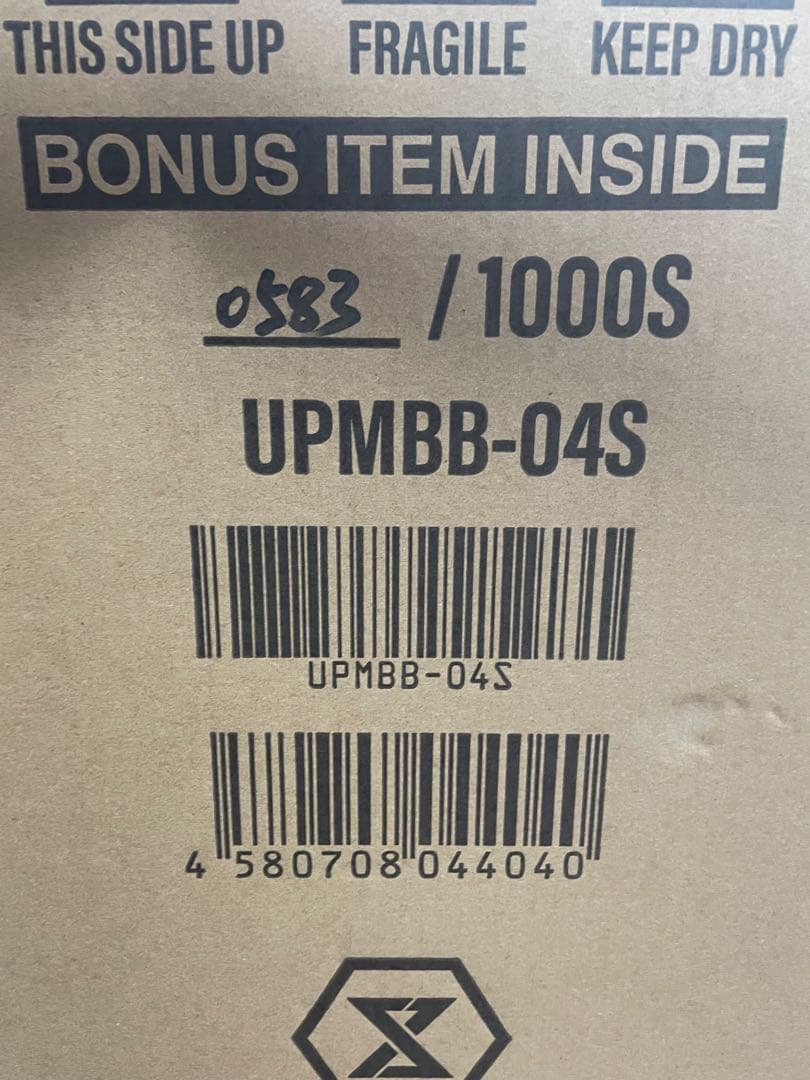 THIS SIDE UP FRAGILE KEEP DRY
BONUS ITEM INSIDE
0583 / 1000S
UPMBB-04S
UPMBB-04S
4 580708 044040